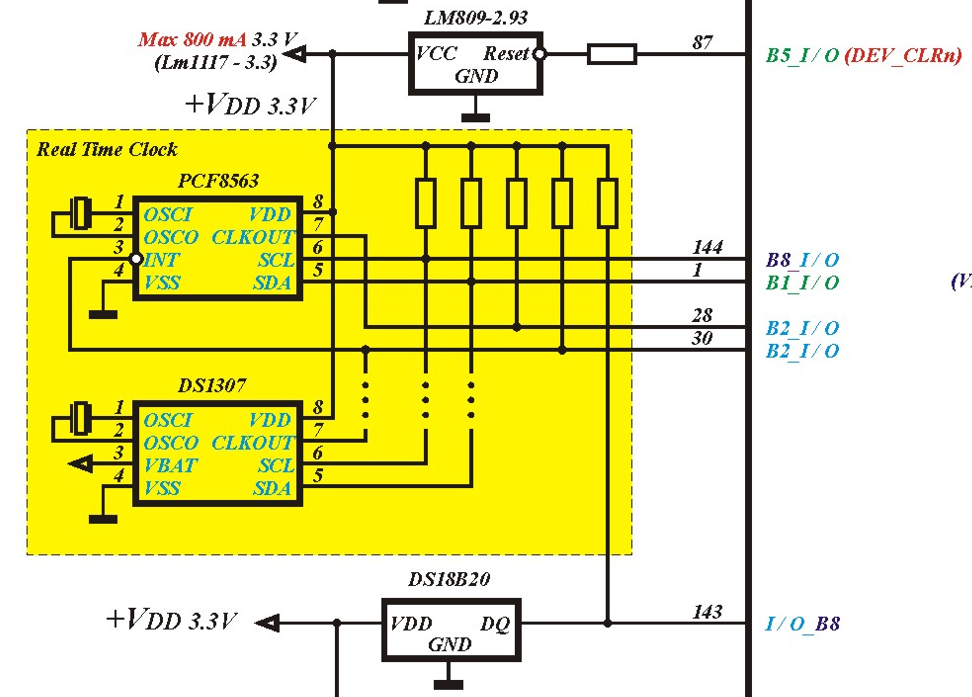 LM809-2.93
Max 800 mA 3.3 V
(Lm1117 - 3.3)
VCC Reset
GND
87
B5_I/O (DEV_CLRn)
+VDD 3.3V
Real Time Clock
PCF8563
1 OSCI VDD 8
2 OSCO CLKOUT 7
3 INT SCL 6
4 VSS SDA 5
144 B8_I/O
1 B1_I/O
28 B2_I/O
30 B2_I/O
DS1307
1 OSCI VDD 8
2 OSCO CLKOUT 7
3 VBAT SCL 6
4 VSS SDA 5
DS18B20
+VDD 3.3V
VDD DQ
GND
143 I/O_B8